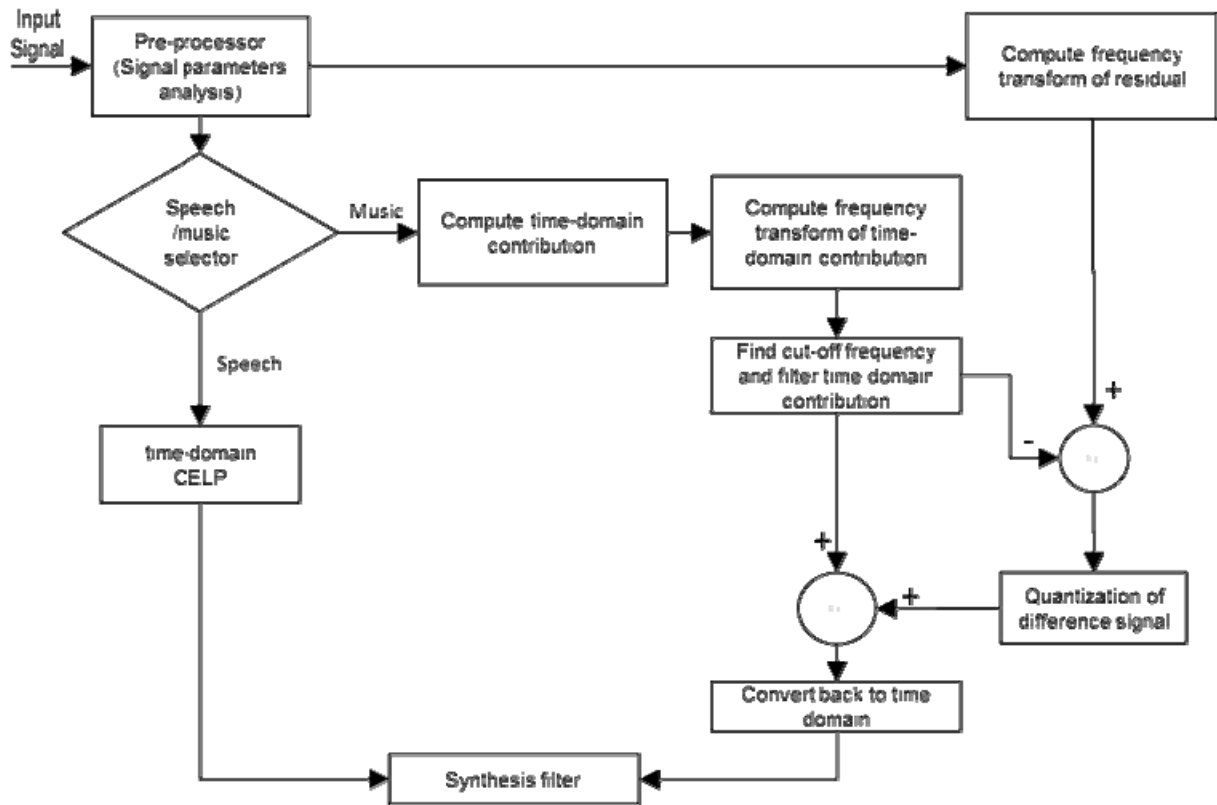 Input
Signal
Pre-processor
(Signal parameters
analysis)
Compute frequency
transform of residual
Speech
/music
selector
Music
Compute time-domain
contribution
Compute frequency
transform of time-
domain contribution
Speech
Find cut-off frequency
and filter time domain
contribution
+
-
time-domain
CELP
+
+
Quantization of
difference signal
Convert back to time
domain
Synthesis filter